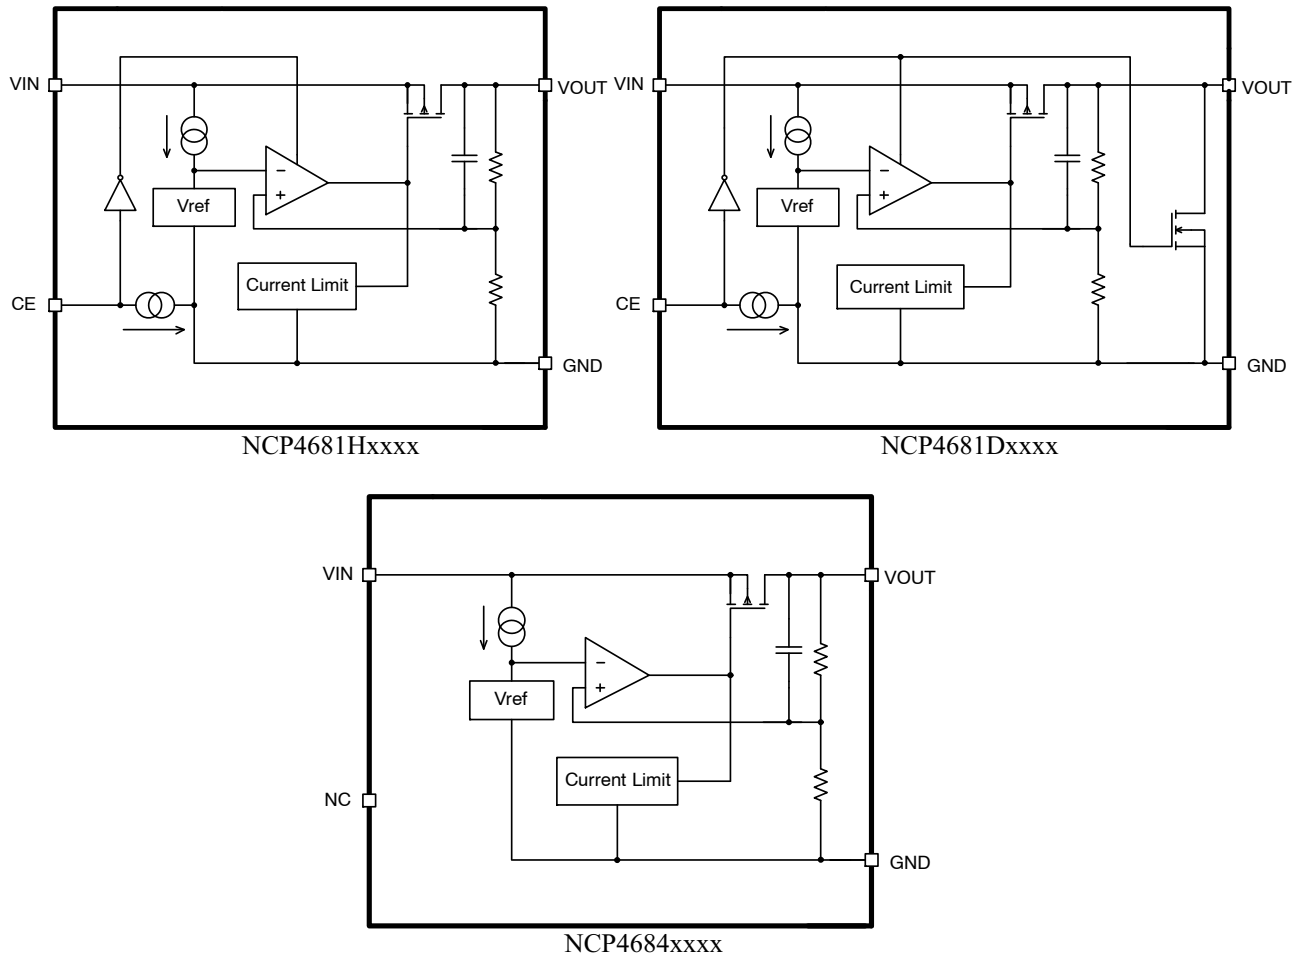 VIN
VOUT
−
+
Vref
Current Limit
CE
GND
NCP4681Hxxxx
VIN
VOUT
−
+
Vref
Current Limit
CE
GND
NCP4681Dxxxx
VIN
VOUT
−
+
Vref
Current Limit
NC
GND
NCP4684xxxx